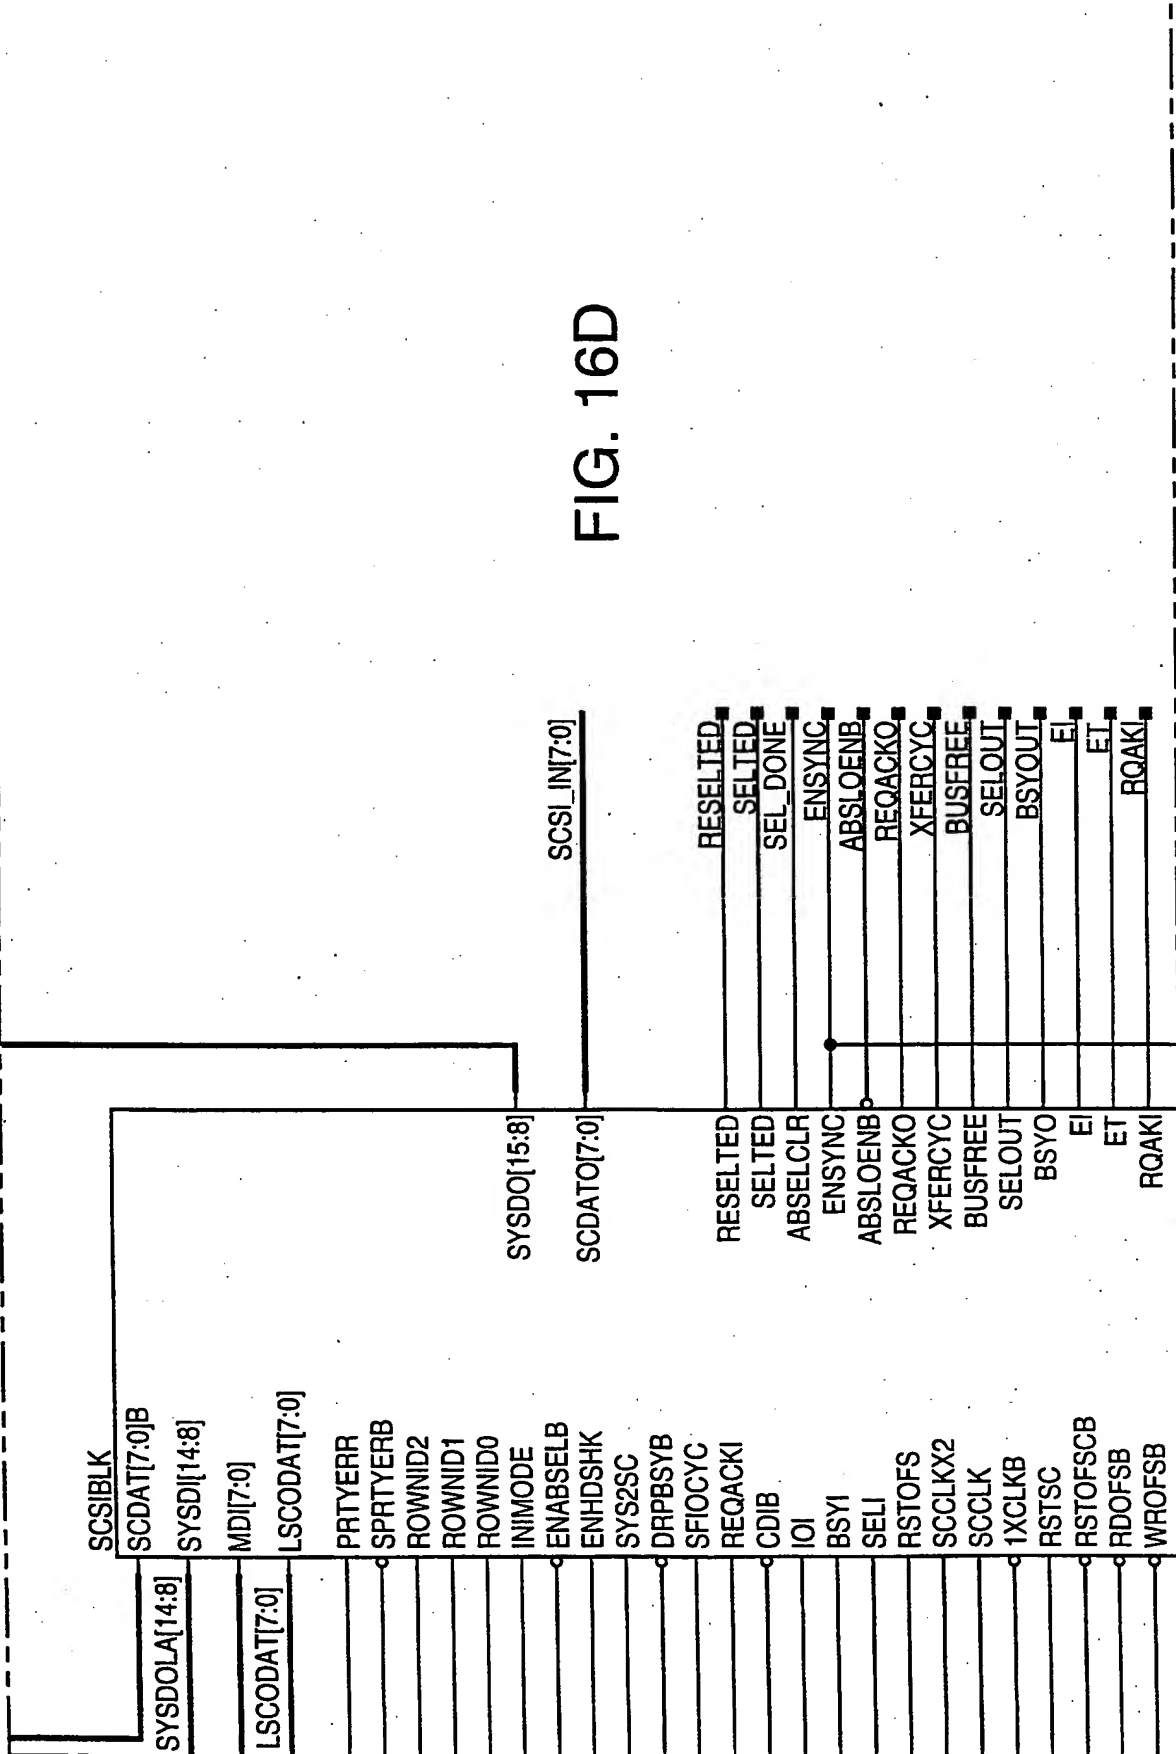 SCSIBLK
SCDAT[7:0]B
SYSDOLA[14:8]
SYSDI[14:8]
MDI[7:0]
LSCODAT[7:0]
LSCODAT[7:0]
PRTYERR
SPRTYERB
ROWNID2
ROWNID1
ROWNID0
INIMODE
ENABSELB
ENHDSHK
SYS2SC
DRPBSYB
SFIOCYC
REQACKI
CDIB
IOI
BSYI
SELI
RSTOFS
SCCLKX2
SCCLK
1XCLKB
RSTSC
RSTOFSCB
RDOFSB
WROFSB
SYSDO[15:8]
SCDATO[7:0]
RESELTED
SELTED
ABSELCLR
ENSYNC
ABSLOENB
REQACKO
XFERCYC
BUSFREE
SELOUT
BSYO
EI
ET
RQAKI
SCSI_IN[7:0]
RESELTED
SELTED
SEL_DONE
ENSYNC
ABSLOENB
REQACKO
XFERCYC
BUSFREE
SELOUT
BSYOUT
EI
ET
RQAKI
FIG. 16D